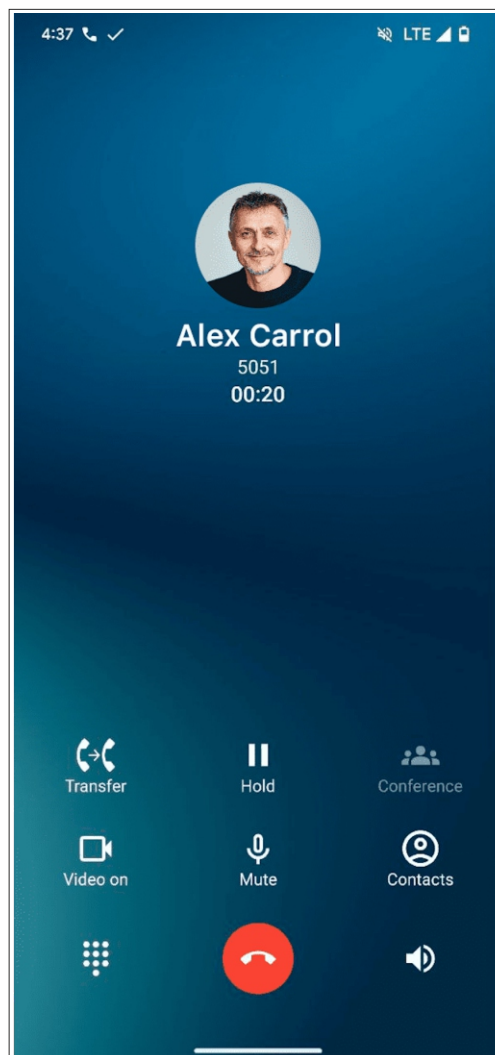 4:37 LTE
Alex Carrol
5051
00:20
Transfer Hold Conference
Video on Mute Contacts